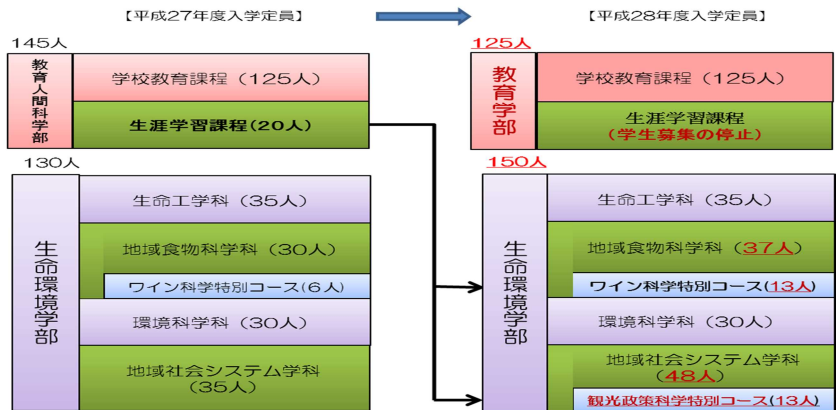 【平成27年度入学定員】
【平成28年度入学定員】
145人
教育人間科学部
学校教育課程（125人）
生涯学習課程(20人)
130人
生命環境学部
生命工学科（35人）
地域食物科学科（30人）
ワイン科学特別コース(6人)
環境科学科（30人）
地域社会システム学科
（35人）
125人
教育学部
学校教育課程（125人）
生涯学習課程
（学生募集の停止）
150人
生命環境学部
生命工学科（35人）
地域食物科学科（37人）
ワイン科学特別コース(13人)
環境科学科（30人）
地域社会システム学科
（48人）
観光政策科学特別コース(13人)